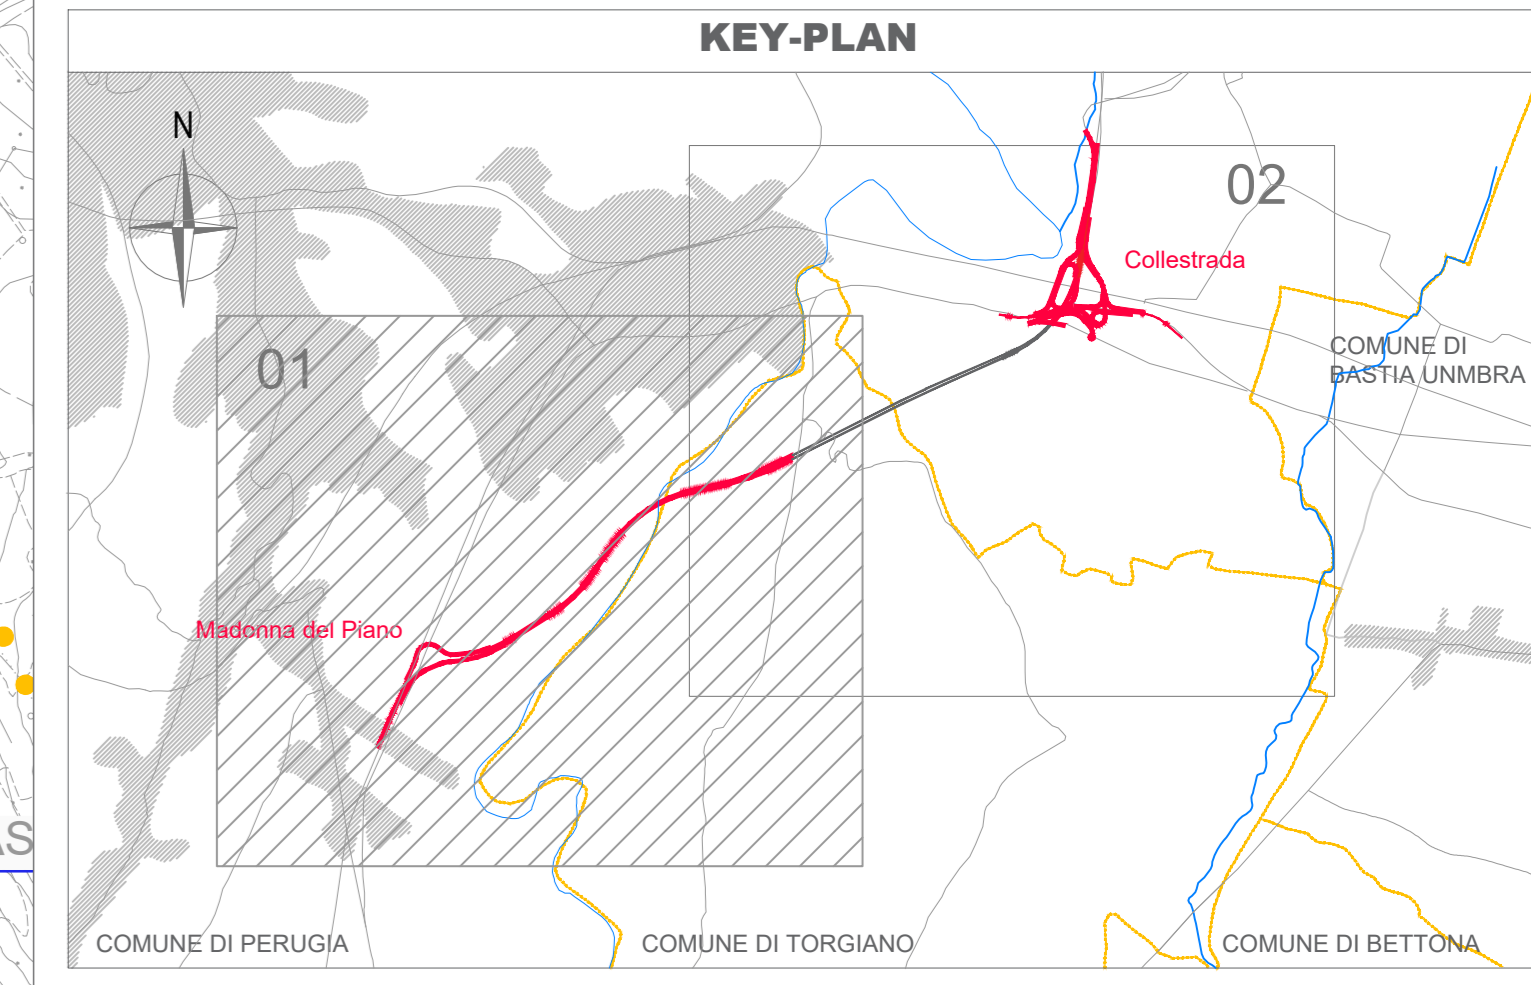 KEY-PLAN
N
02
Collestrada
01
COMUNE DI
BASTIA UNMBRA
Madonna del Piano
AS
COMUNE DI PERUGIA
COMUNE DI TORGIANO
COMUNE DI BETTONA